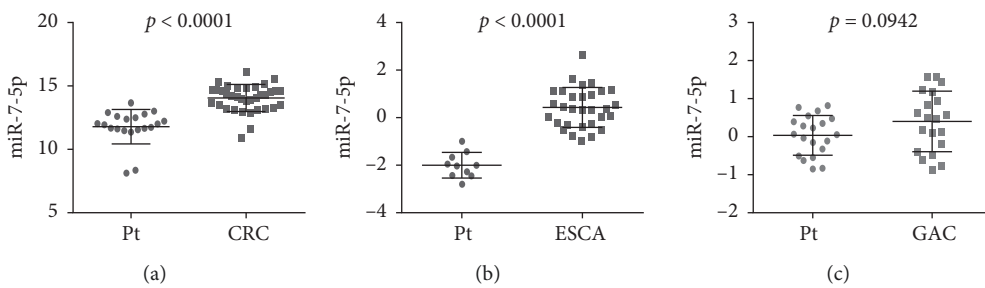 p < 0.0001
miR-7-5p
20
15
10
5
Pt
CRC
(a)
p < 0.0001
miR-7-5p
4
2
0
−2
−4
Pt
ESCA
(b)
p = 0.0942
miR-7-5p
3
2
1
0
−1
−2
Pt
GAC
(c)